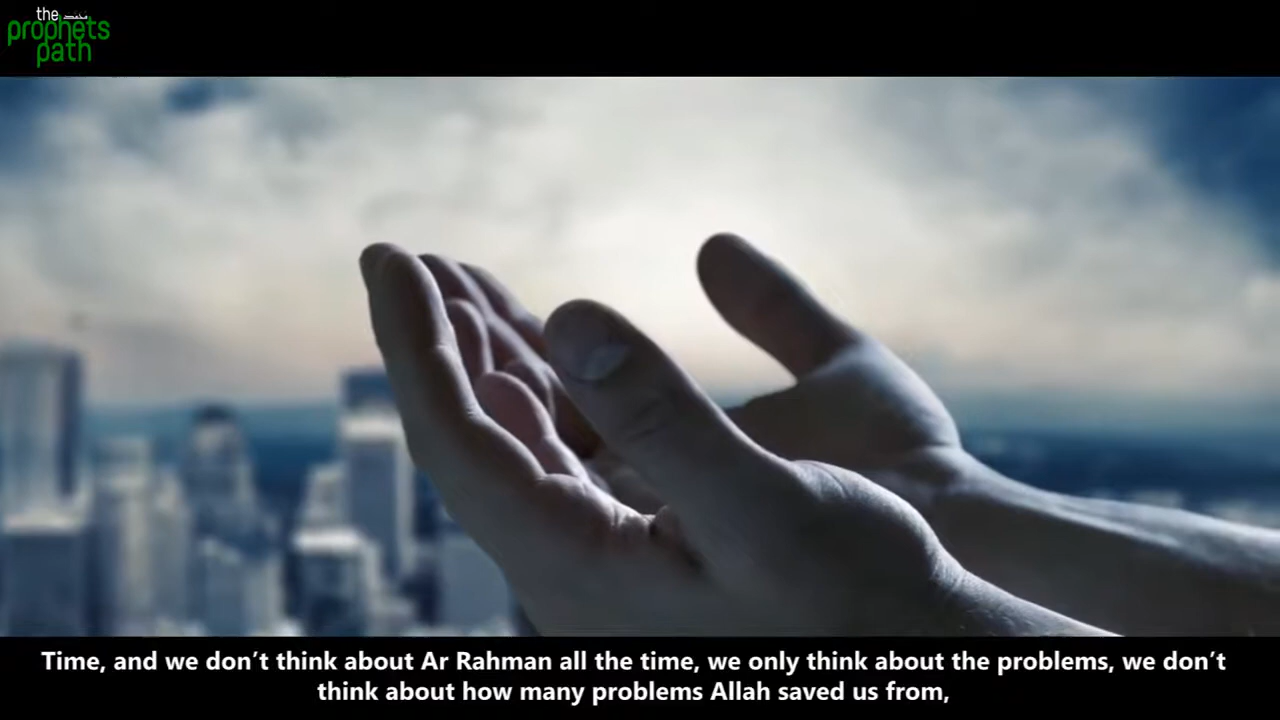 the
prophets
path
Time, and we don’t think about Ar Rahman all the time, we only think about the problems, we don’t
think about how many problems Allah saved us from,